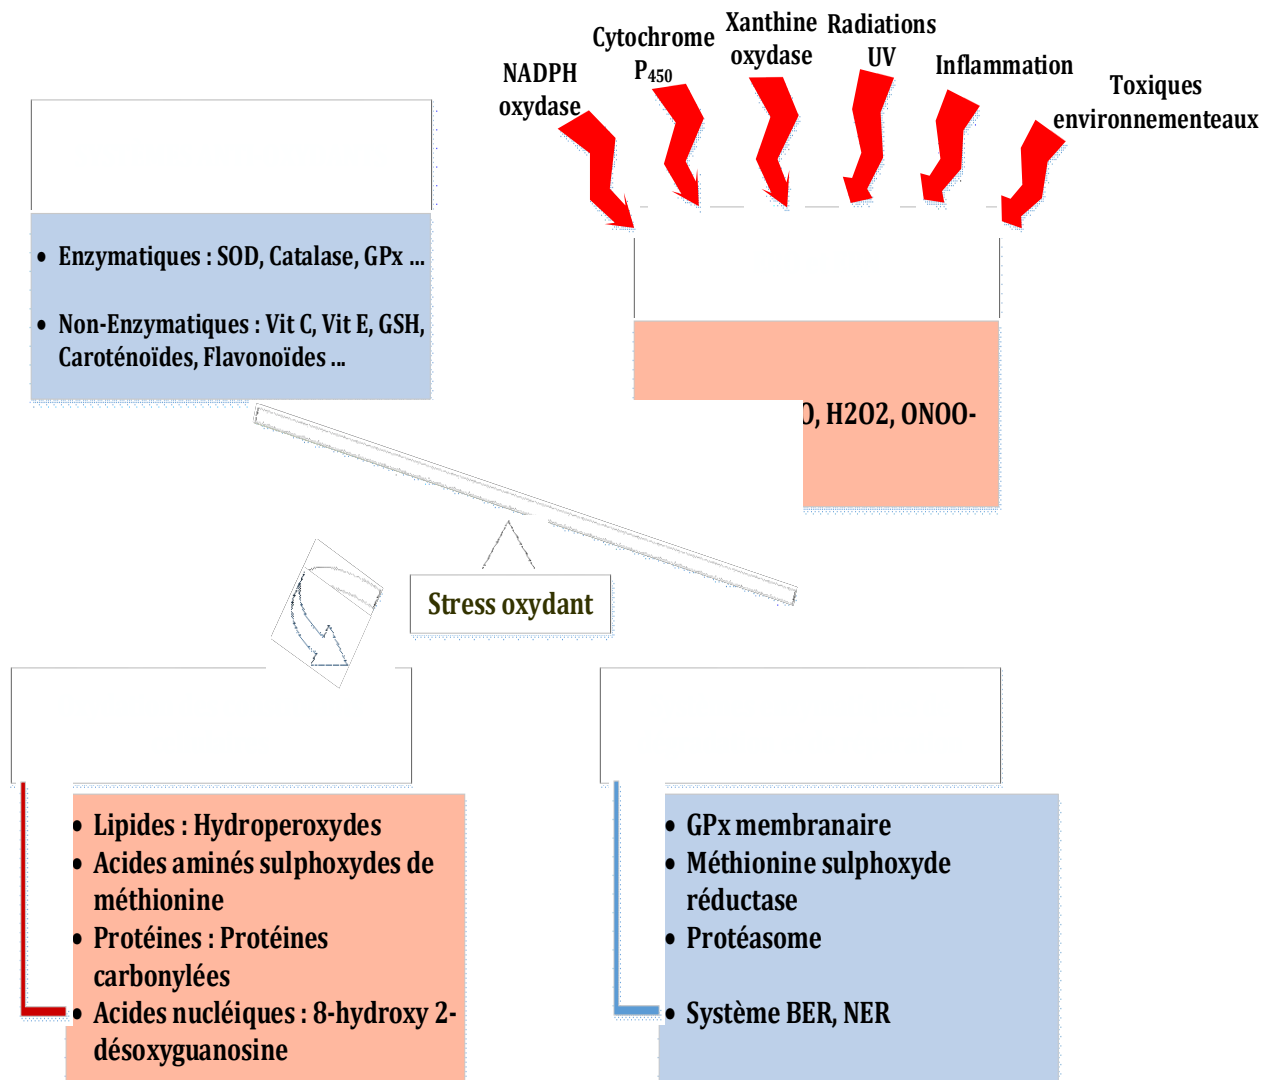 Xanthine
oxydase
Radiations
UV
Cytochrome
P450
NADPH
oxydase
Inflammation
Toxiques
environnementeaux
• Enzymatiques : SOD, Catalase, GPx ...
• Non-Enzymatiques : Vit C, Vit E, GSH,
Caroténoïdes, Flavonoïdes ...
O, H2O2, ONOO-
Stress oxydant
• Lipides : Hydroperoxydes
• Acides aminés sulphoxydes de
méthionine
• Protéines : Protéines
carbonylées
• Acides nucléiques : 8-hydroxy 2-
désoxyguanosine
• GPx membranaire
• Méthionine sulphoxyde
réductase
• Protéasome
• Système BER, NER